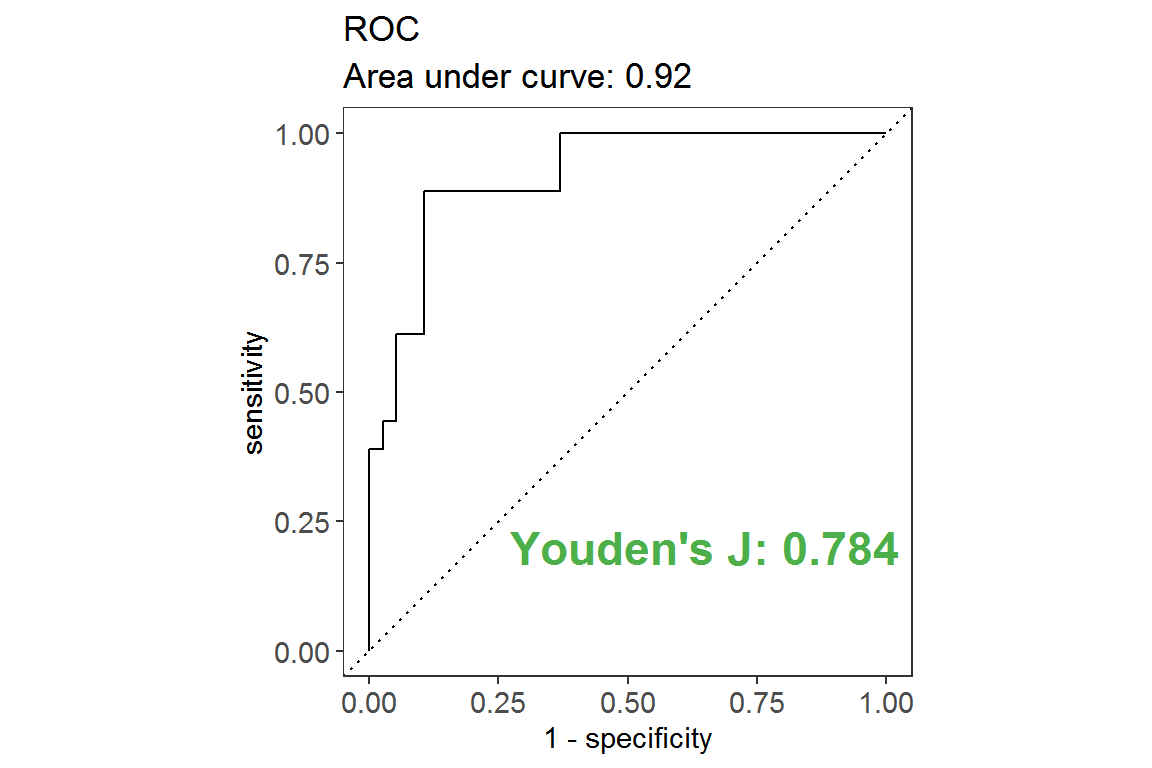 ROC
Area under curve: 0.92
1.00
0.75
0.50
0.25
0.00
sensitivity
Youden's J: 0.784
0.00 0.25 0.50 0.75 1.00
1 - specificity